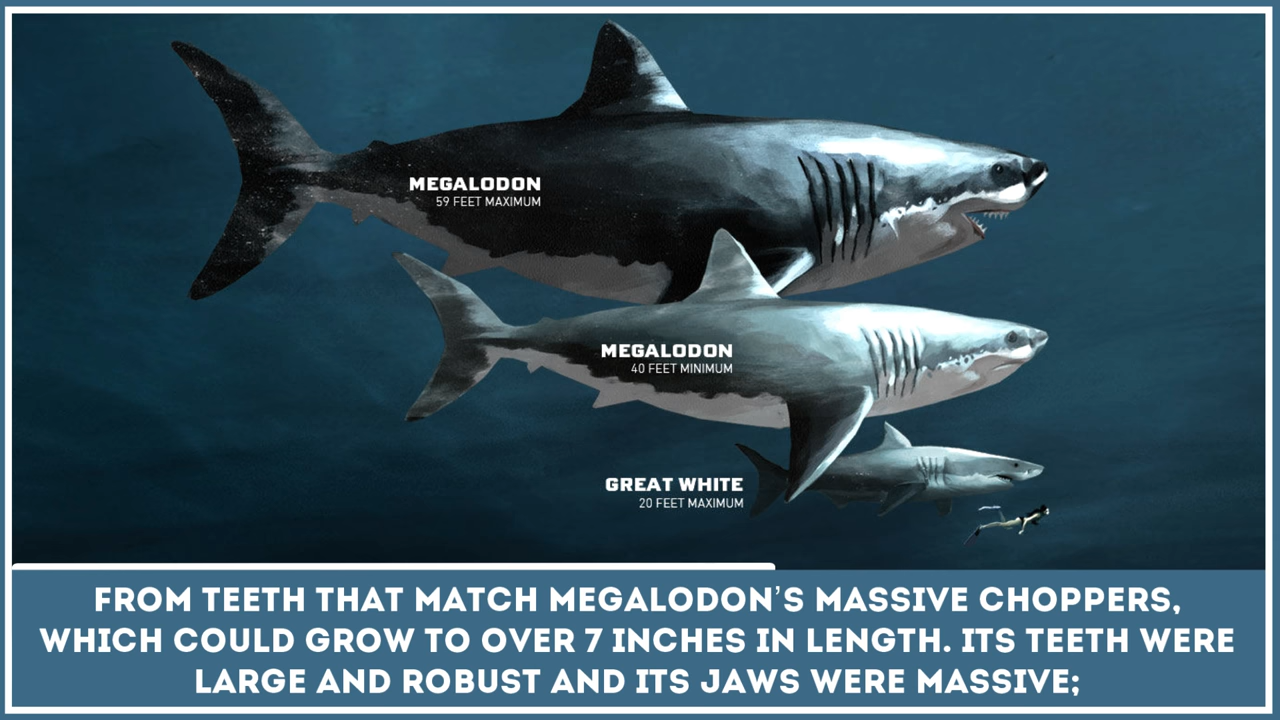 MEGALODON
59 FEET MAXIMUM
MEGALODON
40 FEET MINIMUM
GREAT WHITE
20 FEET MAXIMUM
FROM TEETH THAT MATCH MEGALODON'S MASSIVE CHOPPERS,
WHICH COULD GROW TO OVER 7 INCHES IN LENGTH. ITS TEETH WERE
LARGE AND ROBUST AND ITS JAWS WERE MASSIVE;